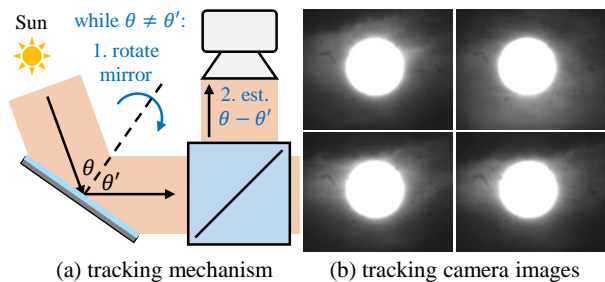 Sun
while θ ≠ θ′:
1. rotate
mirror
2. est.
θ − θ′
θ
θ′
(a) tracking mechanism
(b) tracking camera images